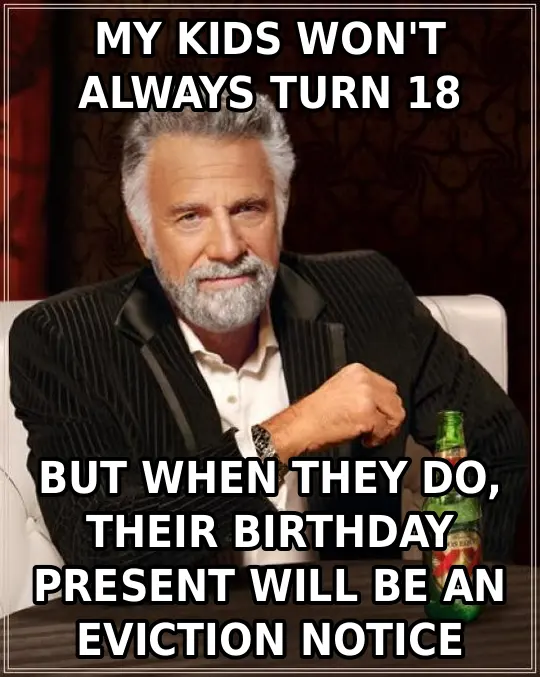 MY KIDS WON'T
ALWAYS TURN 18
BUT WHEN THEY DO,
THEIR BIRTHDAY
PRESENT WILL BE AN
EVICTION NOTICE